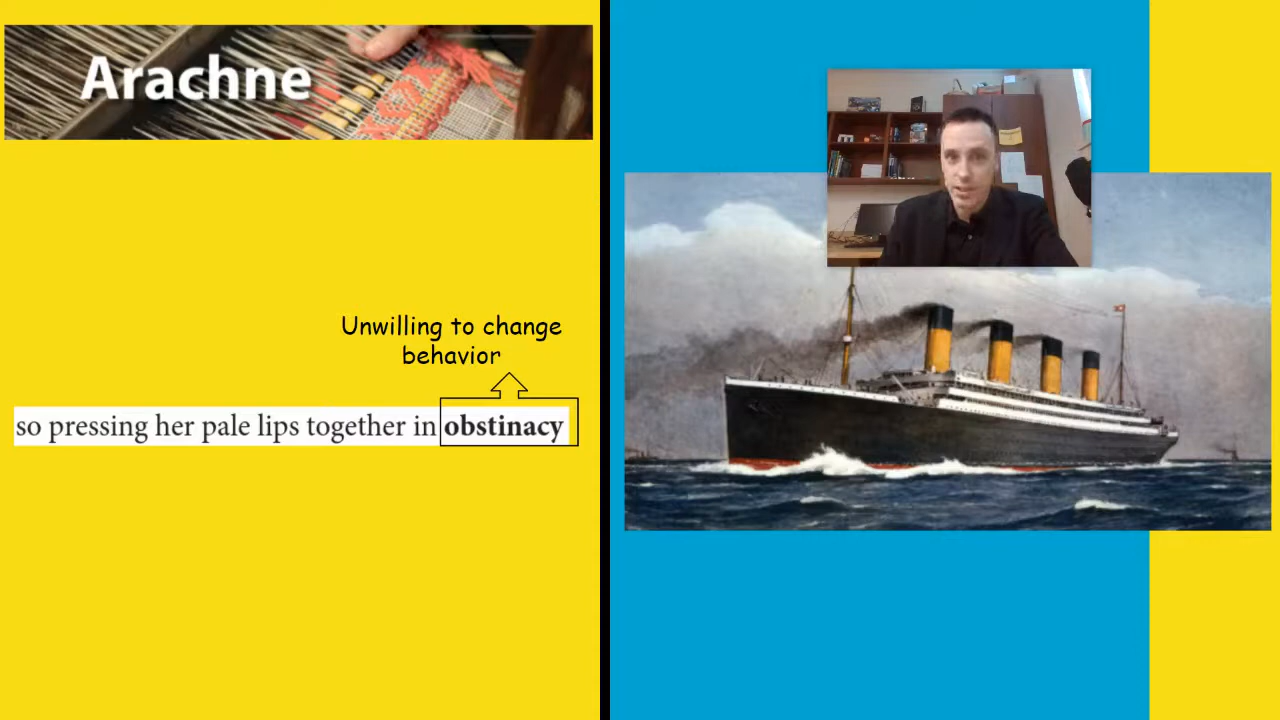 Arachne
Unwilling to change
behavior
so pressing her pale lips together in obstinacy